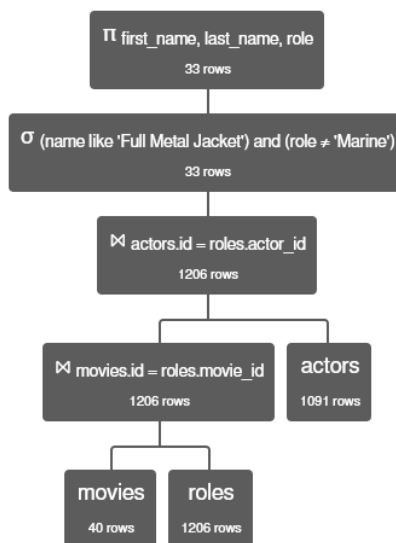 π first_name, last_name, role
33 rows
σ (name like 'Full Metal Jacket') and (role ≠ 'Marine')
33 rows
⋈ actors.id = roles.actor_id
1206 rows
⋈ movies.id = roles.movie_id
1206 rows
actors
1091 rows
movies
40 rows
roles
1206 rows